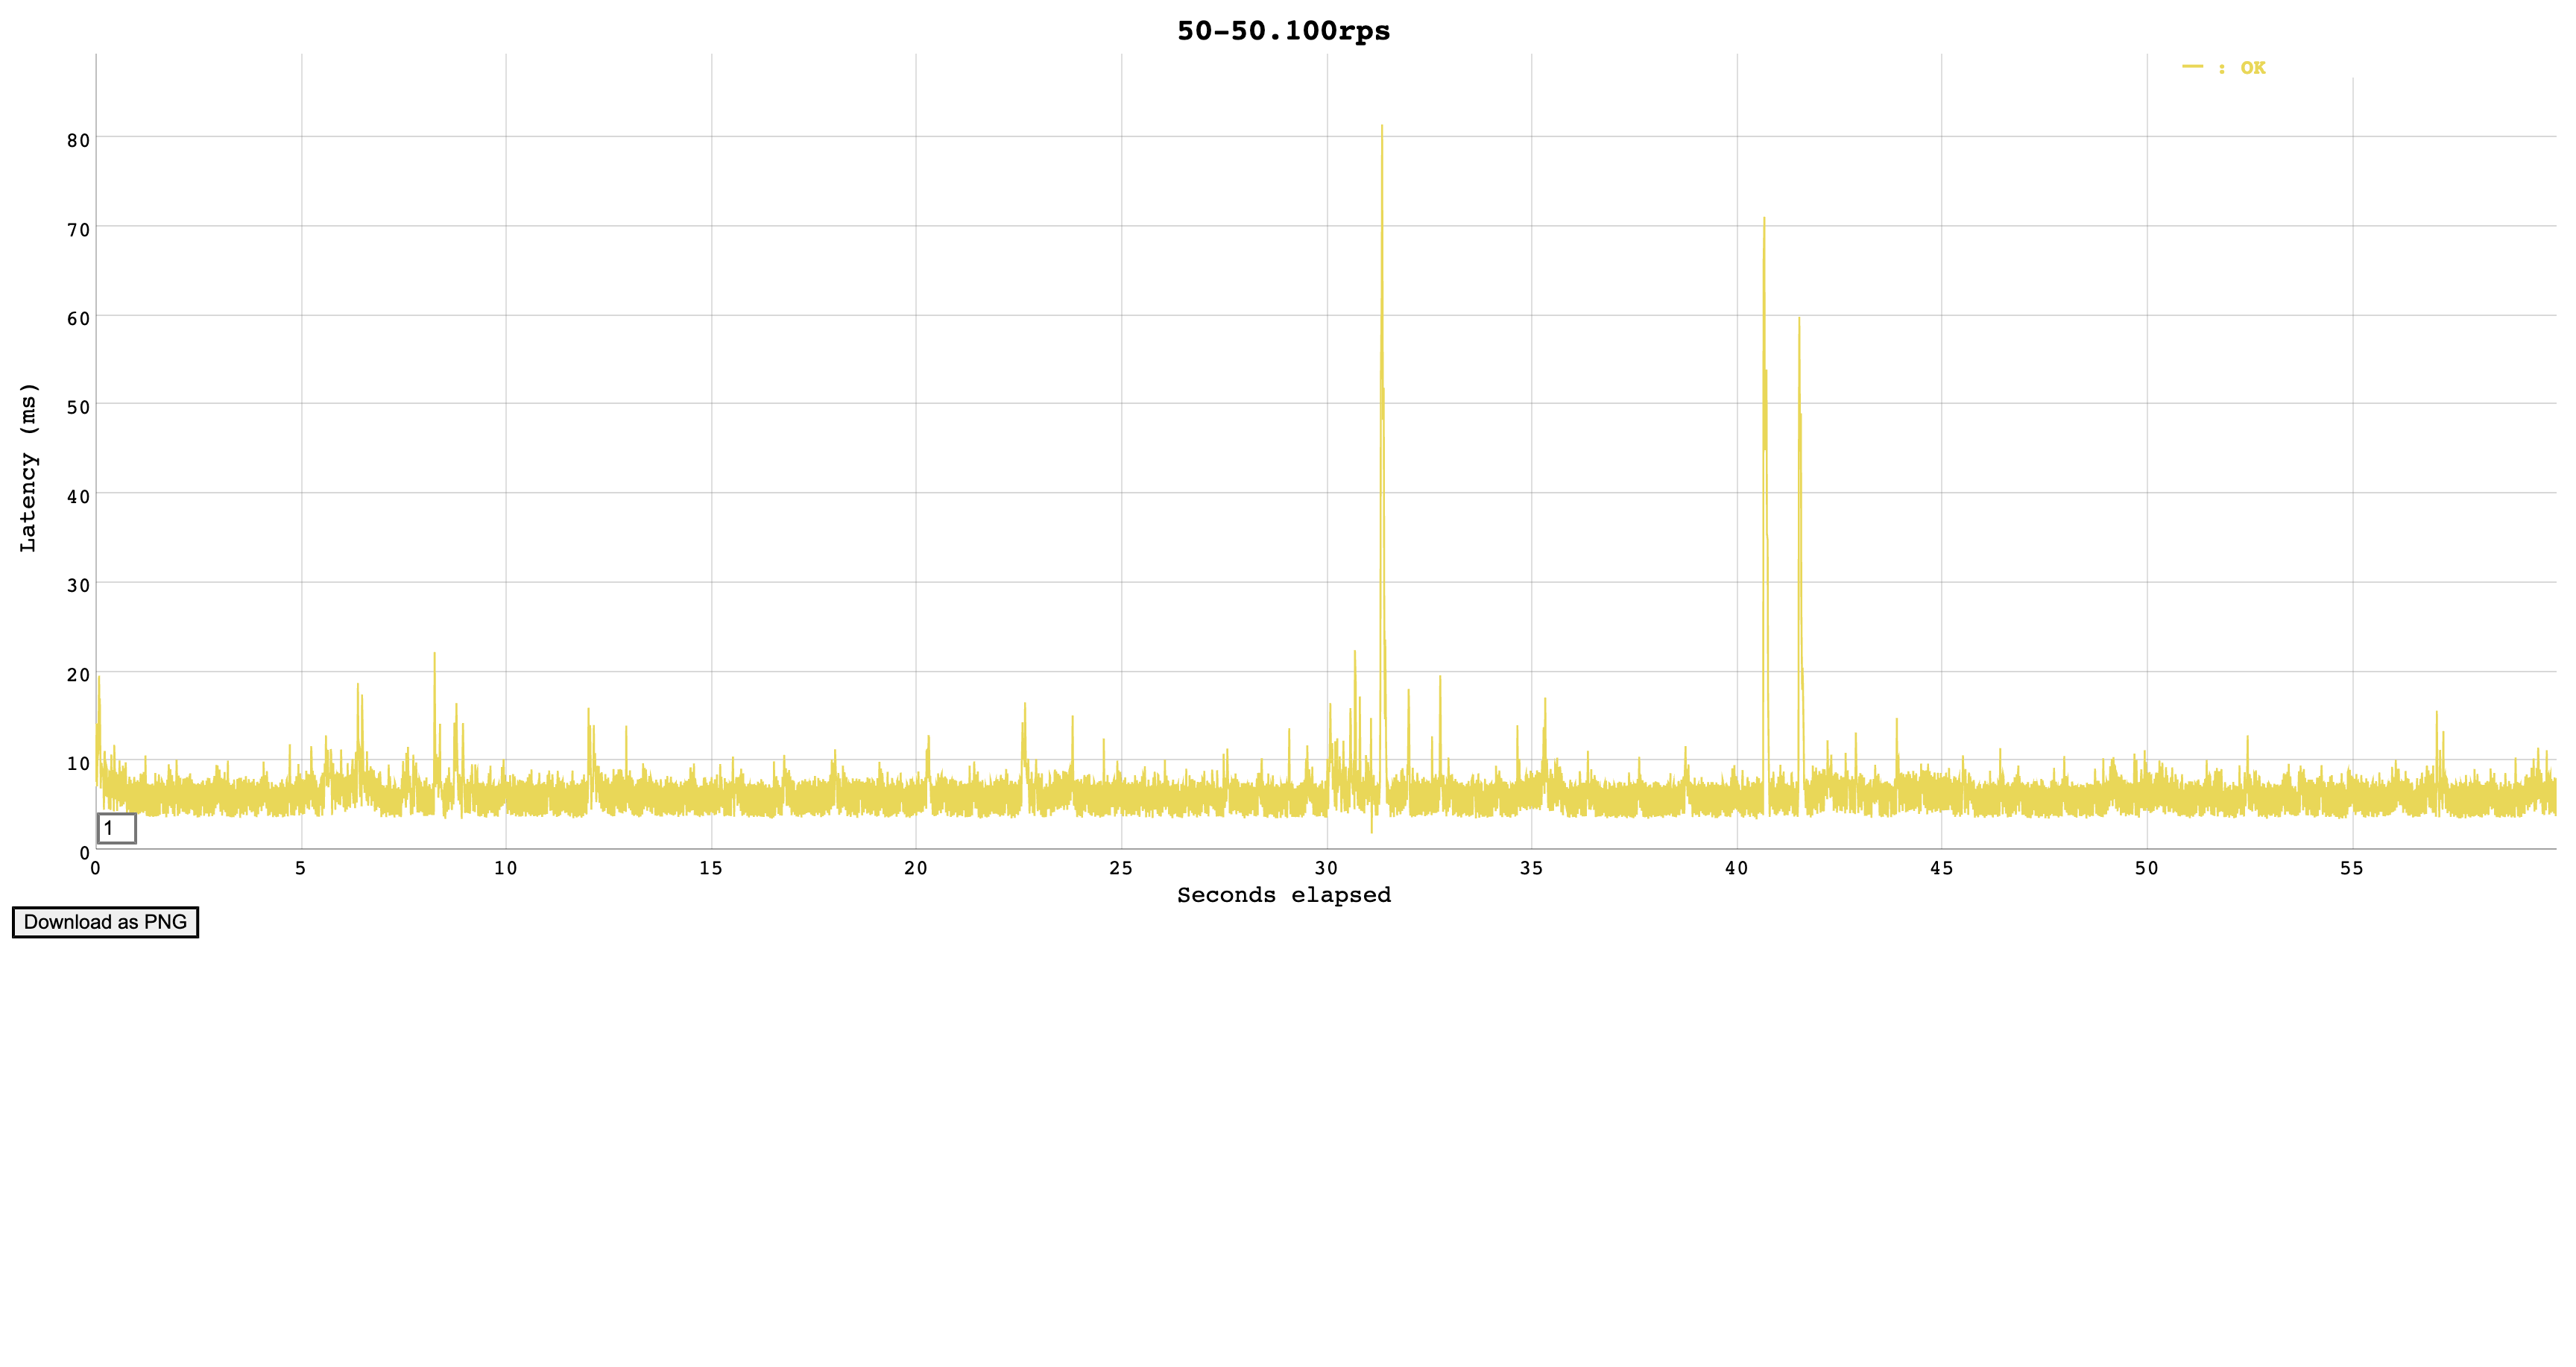 50-50.100rps
— : OK
80
70
60
50
40
30
20
10
0
Latency (ms)
1
0 5 10 15 20 25 30 35 40 45 50 55
Seconds elapsed
Download as PNG